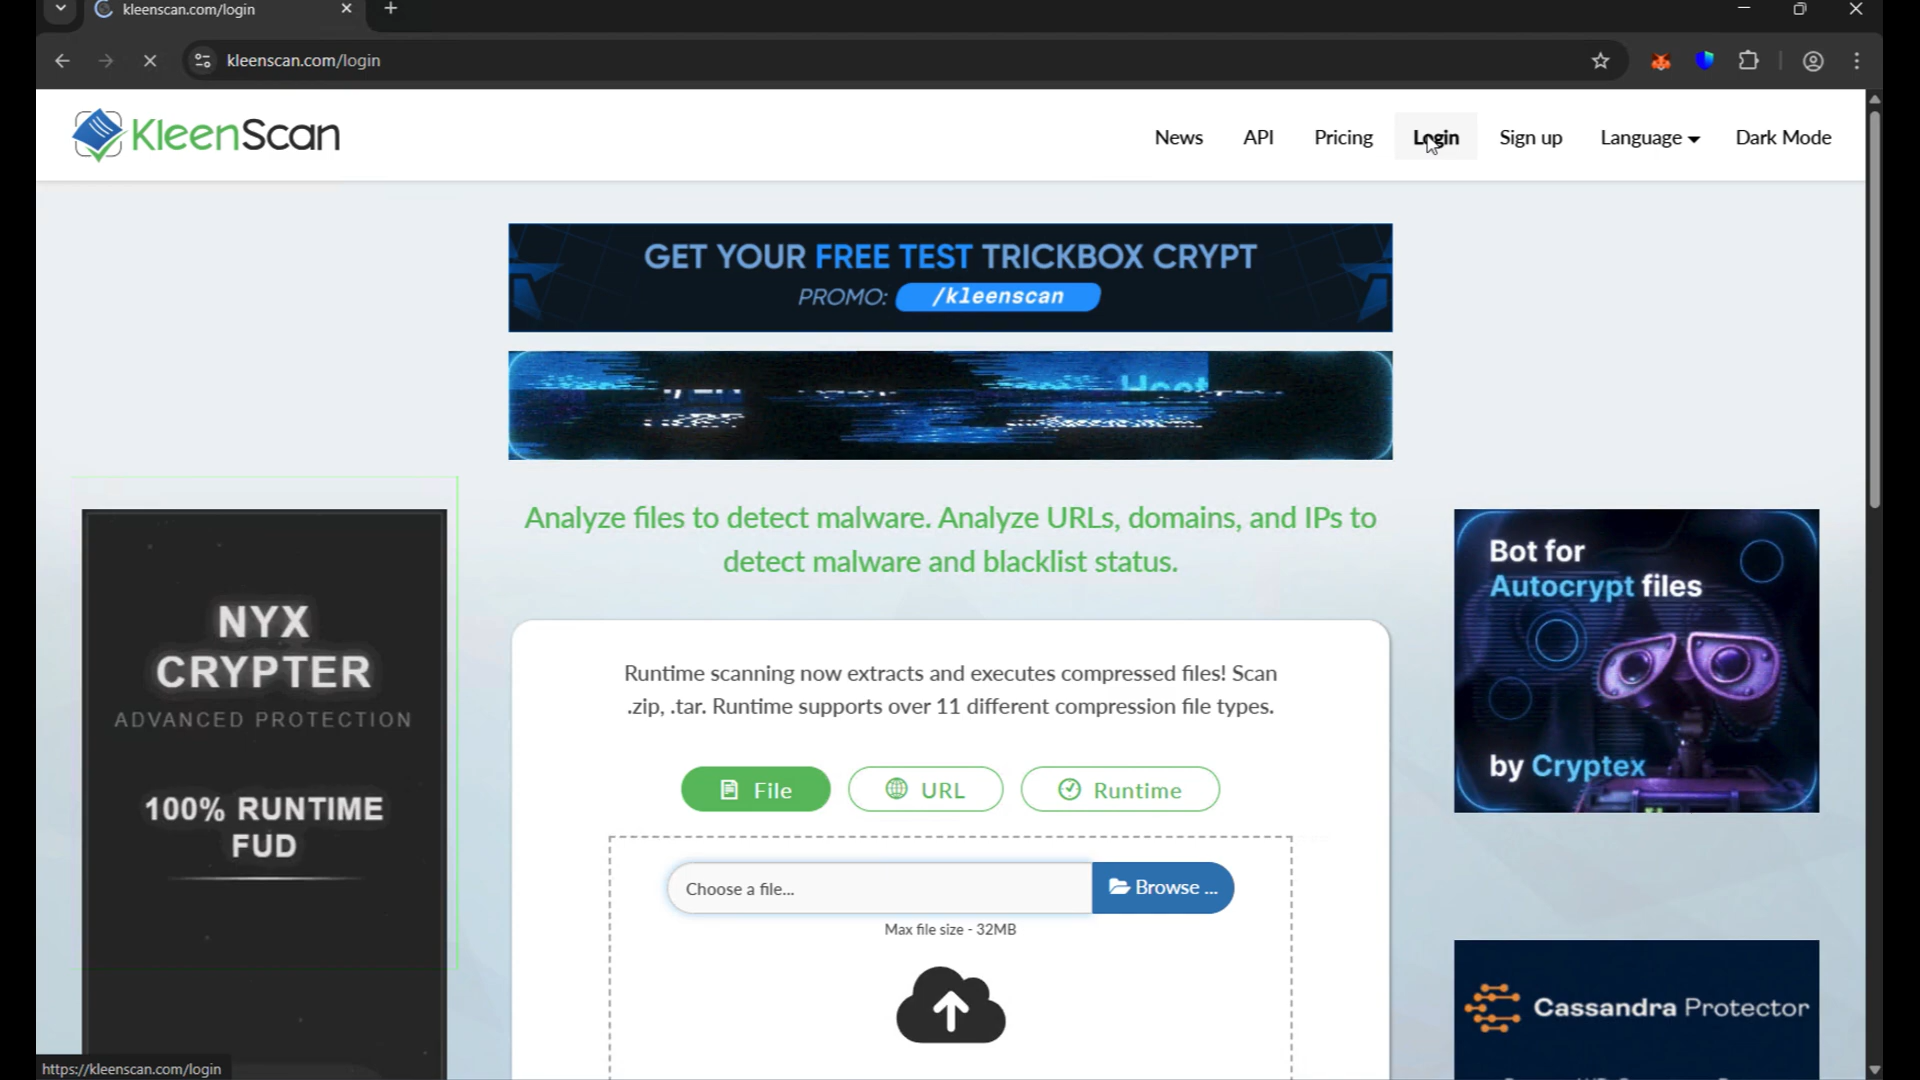 kleenscan.com/login
kleenscan.com/login
KleenScan
News
API
Pricing
Login
Sign up
Language
Dark Mode
GET YOUR FREE TEST TRICKBOX CRYPT
PROMO: /kleenscan
Analyze files to detect malware. Analyze URLs, domains, and IPs to
detect malware and blacklist status.
NYX
CRYPTER
ADVANCED PROTECTION
100% RUNTIME
FUD
Runtime scanning now extracts and executes compressed files! Scan
.zip, .tar. Runtime supports over 11 different compression file types.
File
URL
Runtime
Choose a file...
Browse ...
Max file size - 32MB
Bot for
Autocrypt files
by Cryptex
Cassandra Protector
https://kleenscan.com/login